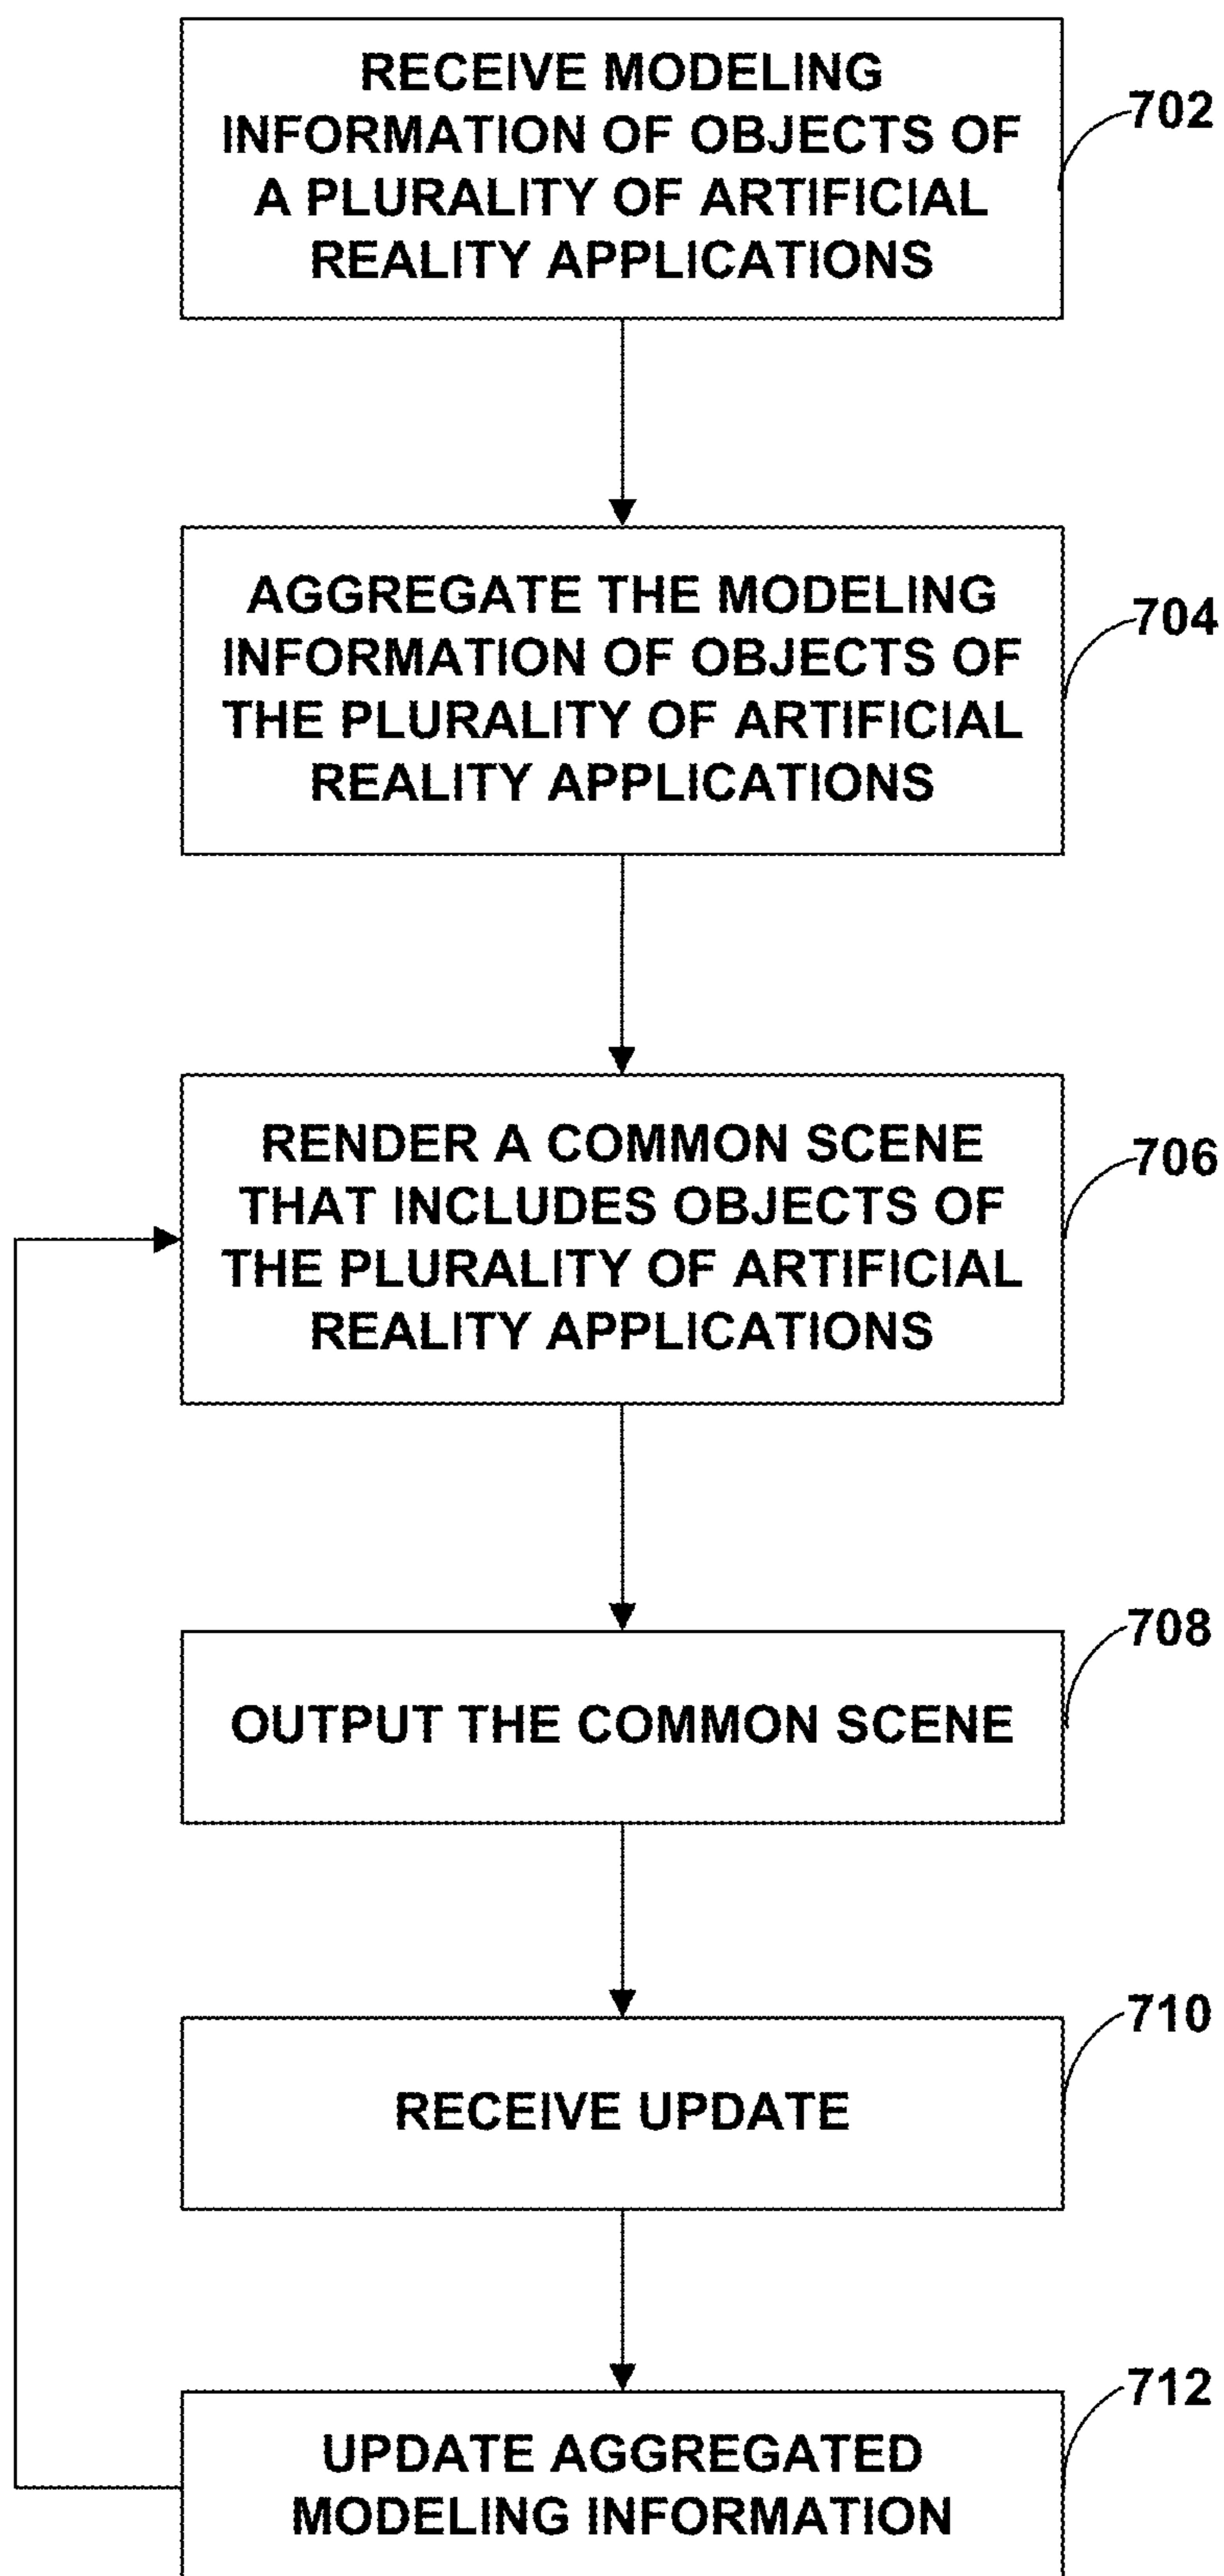 RECEIVE MODELING
INFORMATION OF OBJECTS OF
A PLURALITY OF ARTIFICIAL
REALITY APPLICATIONS
702
AGGREGATE THE MODELING
INFORMATION OF OBJECTS OF
THE PLURALITY OF ARTIFICIAL
REALITY APPLICATIONS
704
RENDER A COMMON SCENE
THAT INCLUDES OBJECTS OF
THE PLURALITY OF ARTIFICIAL
REALITY APPLICATIONS
706
OUTPUT THE COMMON SCENE
708
RECEIVE UPDATE
710
UPDATE AGGREGATED
MODELING INFORMATION
712